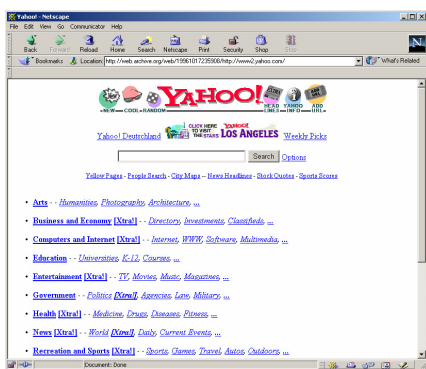 Yahoo! - Netscape
File Edit View Go Communicator Help
Back Forward Reload Home Search Netscape Print Security Shop Stop
Bookmarks Location: http://web.archive.org/web/19961017235908/http://www2.yahoo.com/ What's Related
YAHOO!
NEW COOL RANDOM HEAD LINES YAHOO INFO ADD URL
Yahoo! Deutschland CLICK HERE TO VISIT THE STARS YAHOO! LOS ANGELES Weekly Picks
Search Options
Yellow Pages - People Search - City Maps -- News Headlines - Stock Quotes - Sports Scores
• Arts - - Humanities, Photography, Architecture, ...
• Business and Economy [Xtra!] - - Directory, Investments, Classifieds, ...
• Computers and Internet [Xtra!] - - Internet, WWW, Software, Multimedia, ...
• Education - - Universities, K-12, Courses, ...
• Entertainment [Xtra!] - - TV, Movies, Music, Magazines, ...
• Government - - Politics [Xtra!], Agencies, Law, Military, ...
• Health [Xtra!] - - Medicine, Drugs, Diseases, Fitness, ...
• News [Xtra!] - - World [Xtra!], Daily, Current Events, ...
• Recreation and Sports [Xtra!] - - Sports, Games, Travel, Autos, Outdoors, ...
Document: Done